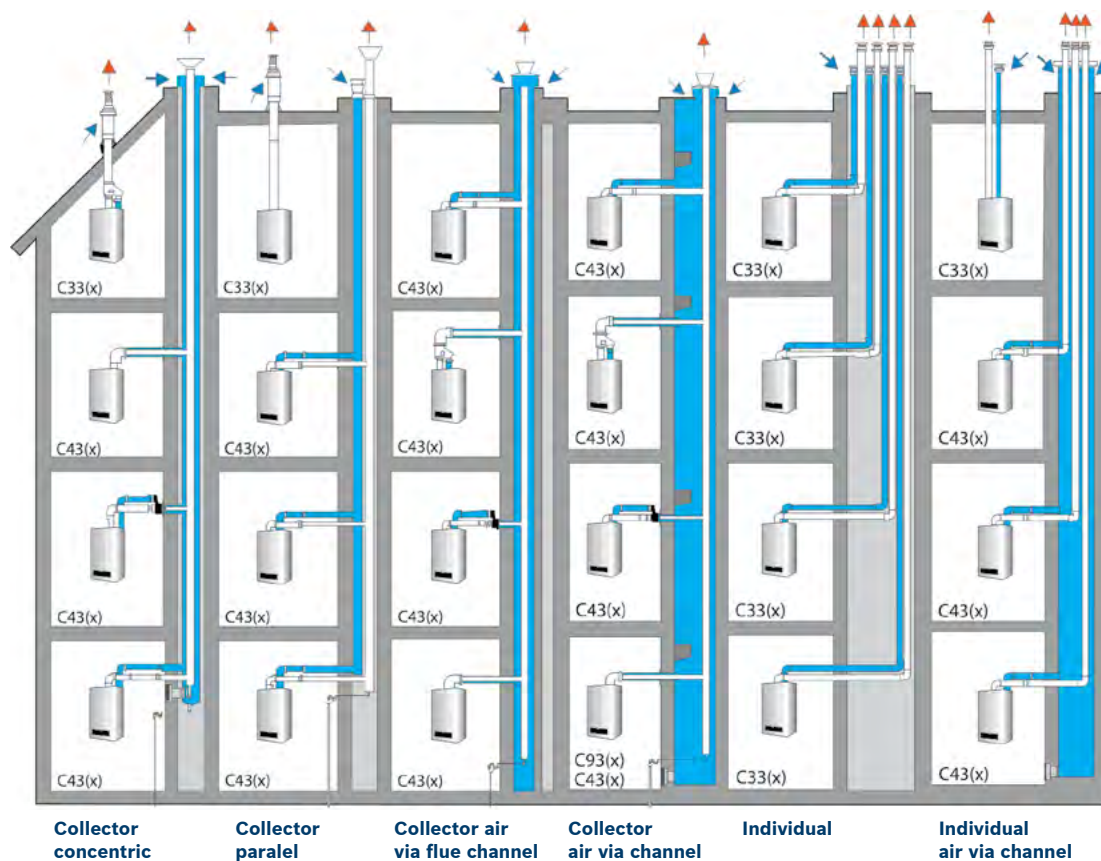 C33(x)
C43(x)
C43(x)
C43(x)
Collector
concentric
C33(x)
C43(x)
C43(x)
C43(x)
Collector
paralel
C43(x)
C43(x)
C43(x)
C43(x)
Collector air
via flue channel
C43(x)
C43(x)
C43(x)
C93(x)
C43(x)
Collector
air via channel
C33(x)
C33(x)
C33(x)
C33(x)
Individual
C33(x)
C43(x)
C43(x)
C43(x)
Individual
air via channel